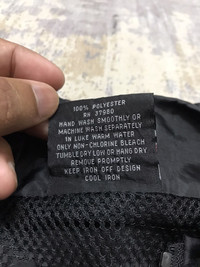 100% POLYESTER
RN 37980
HAND WASH SMOOTHLY OR
MACHINE WASH SEPARATELY
IN LUKE WARM WATER
ONLY NON-CHLORINE BLEACH
TUMBLE DRY LOW OR HANG DRY
REMOVE PROMPTLY
KEEP IRON OFF DESIGN
COOL IRON